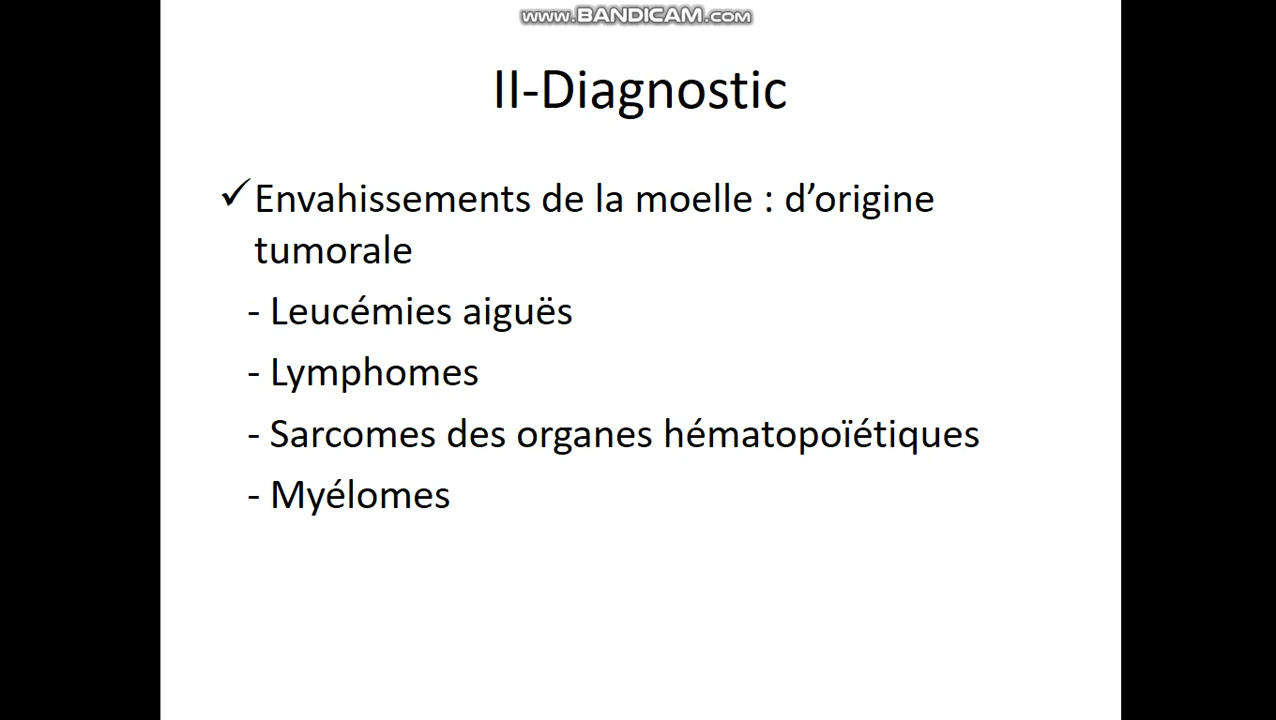 www.BANDICAM.com
II-Diagnostic
✓Envahissements de la moelle : d’origine
tumorale
- Leucémies aiguës
- Lymphomes
- Sarcomes des organes hématopoïétiques
- Myélomes